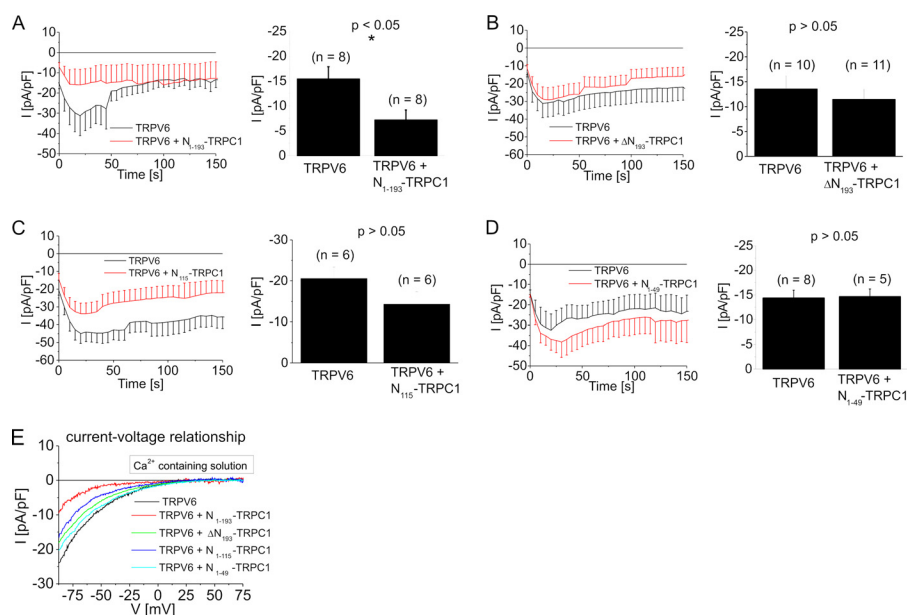 A
p < 0.05
*
(n = 8)
(n = 8)
I [pA/pF]
10
0
-10
-20
-30
-40
-50
0
50
100
150
Time [s]
TRPV6
TRPV6 + N1-193-TRPC1
I [pA/pF]
-25
-20
-15
-10
-5
0
TRPV6
TRPV6 +
N1-193-TRPC1
B
p > 0.05
(n = 10)
(n = 11)
I [pA/pF]
10
0
-10
-20
-30
-40
-50
-60
0
50
100
150
Time [s]
TRPV6
TRPV6 + ΔN193-TRPC1
I [pA/pF]
-25
-20
-15
-10
-5
0
TRPV6
TRPV6 +
ΔN193-TRPC1
C
p > 0.05
(n = 6)
(n = 6)
I [pA/pF]
10
0
-10
-20
-30
-40
-50
-60
0
50
100
150
Time [s]
TRPV6
TRPV6 + N115-TRPC1
I [pA/pF]
-30
-20
-10
0
TRPV6
TRPV6 +
N115-TRPC1
D
p > 0.05
(n = 8)
(n = 5)
I [pA/pF]
10
0
-10
-20
-30
-40
-50
0
50
100
150
Time [s]
TRPV6
TRPV6 + N1-49-TRPC1
I [pA/pF]
-25
-20
-15
-10
-5
0
TRPV6
TRPV6 +
N1-49-TRPC1
E
current-voltage relationship
Ca2+ containing solution
I [pA/pF]
10
0
-10
-20
-30
-75
-50
-25
0
25
50
75
V [mV]
TRPV6
TRPV6 + N1-193-TRPC1
TRPV6 + ΔN193-TRPC1
TRPV6 + N1-115-TRPC1
TRPV6 + N1-49-TRPC1